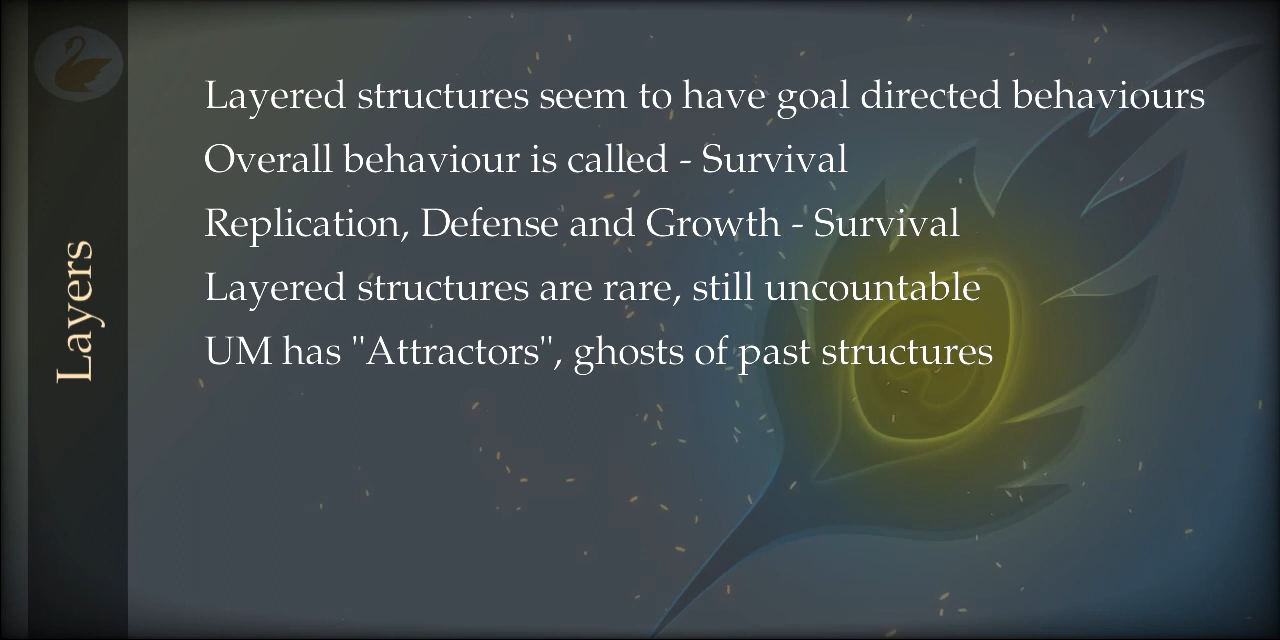 Layers
Layered structures seem to have goal directed behaviours
Overall behaviour is called - Survival
Replication, Defense and Growth - Survival
Layered structures are rare, still uncountable
UM has "Attractors", ghosts of past structures